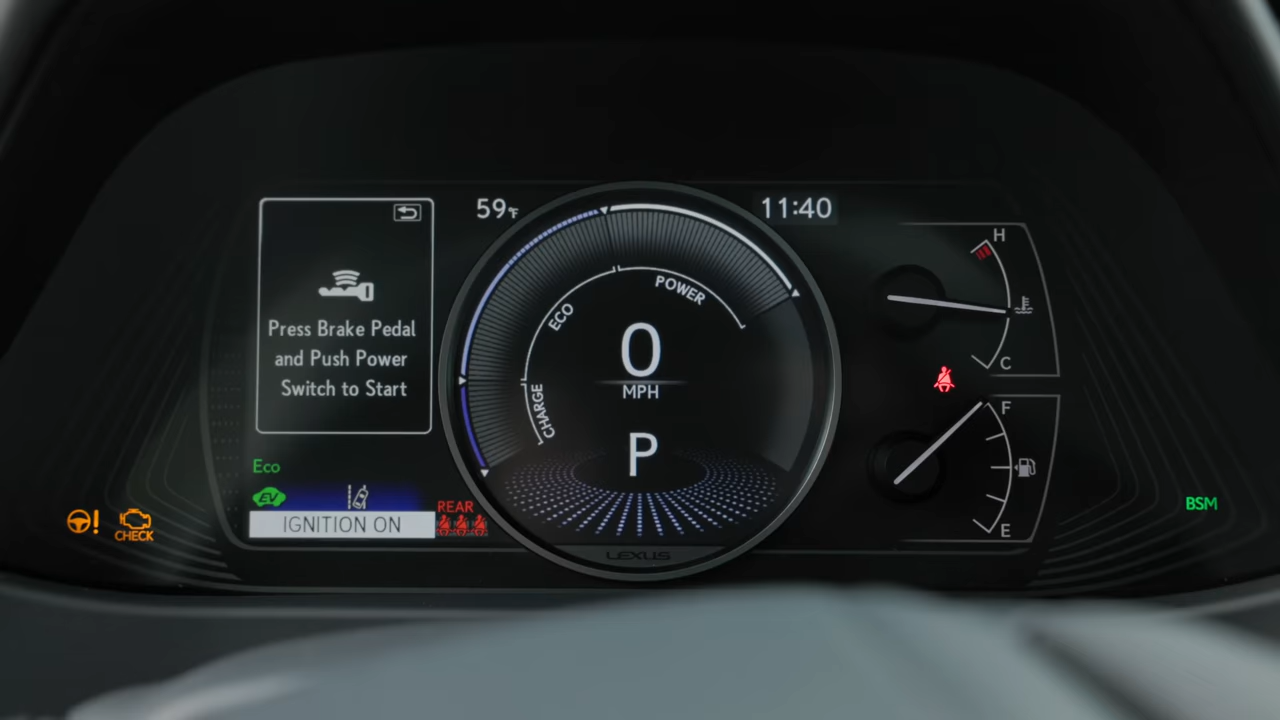 59°F
11:40
H
Press Brake Pedal
and Push Power
Switch to Start
ECO
POWER
CHARGE
0
MPH
C
F
P
Eco
EV
IGNITION ON
REAR
CHECK
BSM
E
LEXUS